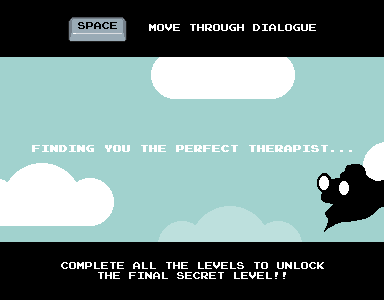 SPACE MOVE THROUGH DIALOGUE
FINDING YOU THE PERFECT THERAPIST...
COMPLETE ALL THE LEVELS TO UNLOCK
THE FINAL SECRET LEVEL!!